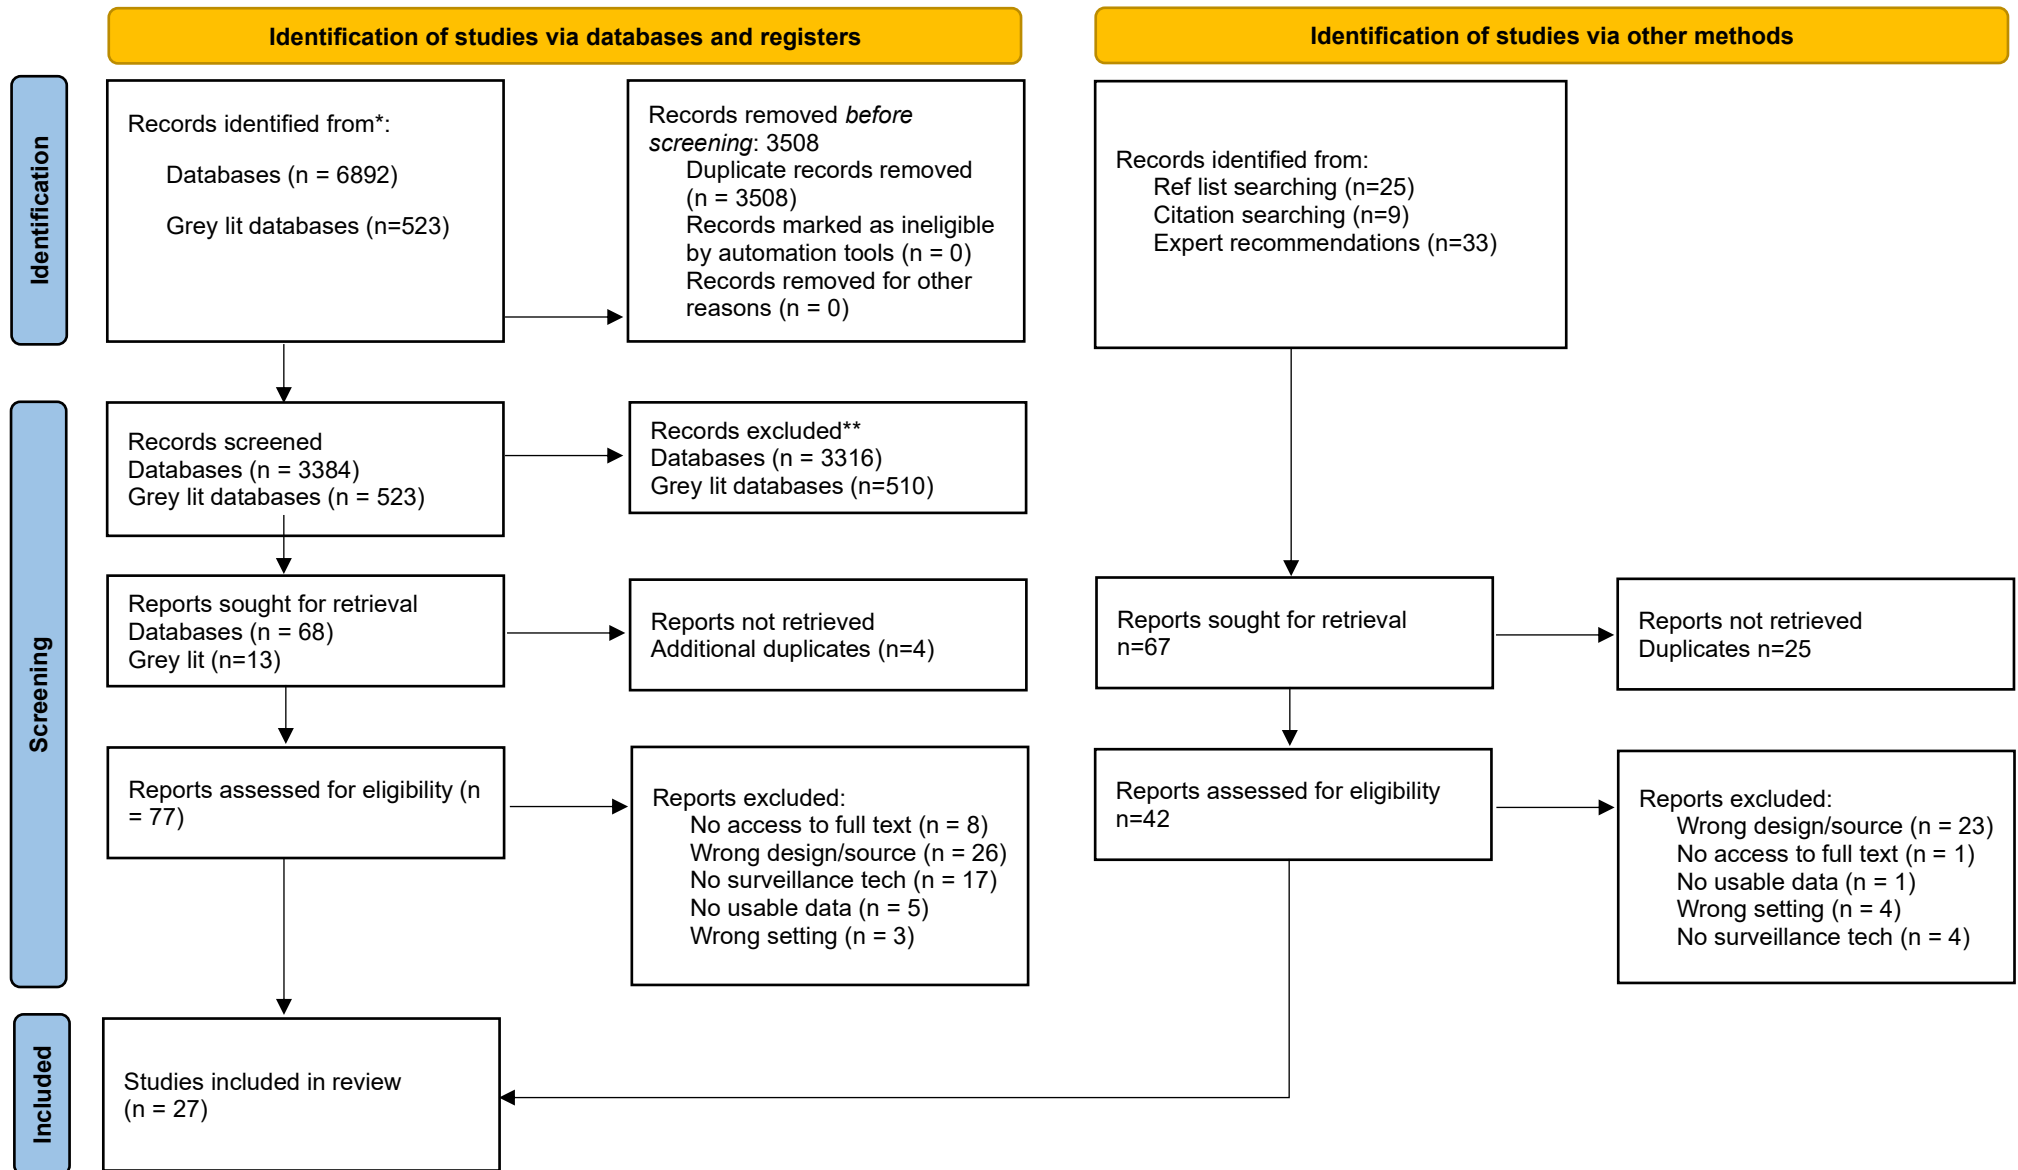 Identification of studies via databases and registers
Identification of studies via other methods
Identification
Records identified from*:
Databases (n = 6892)
Grey lit databases (n=523)
Records removed before
screening: 3508
Duplicate records removed
(n = 3508)
Records marked as ineligible
by automation tools (n = 0)
Records removed for other
reasons (n = 0)
Records identified from:
Ref list searching (n=25)
Citation searching (n=9)
Expert recommendations (n=33)
Screening
Records screened
Databases (n = 3384)
Grey lit databases (n = 523)
Records excluded**
Databases (n = 3316)
Grey lit databases (n=510)
Reports sought for retrieval
Databases (n = 68)
Grey lit (n=13)
Reports not retrieved
Additional duplicates (n=4)
Reports sought for retrieval
n=67
Reports not retrieved
Duplicates n=25
Reports assessed for eligibility (n
= 77)
Reports excluded:
No access to full text (n = 8)
Wrong design/source (n = 26)
No surveillance tech (n = 17)
No usable data (n = 5)
Wrong setting (n = 3)
Reports assessed for eligibility
n=42
Reports excluded:
Wrong design/source (n = 23)
No access to full text (n = 1)
No usable data (n = 1)
Wrong setting (n = 4)
No surveillance tech (n = 4)
Included
Studies included in review
(n = 27)